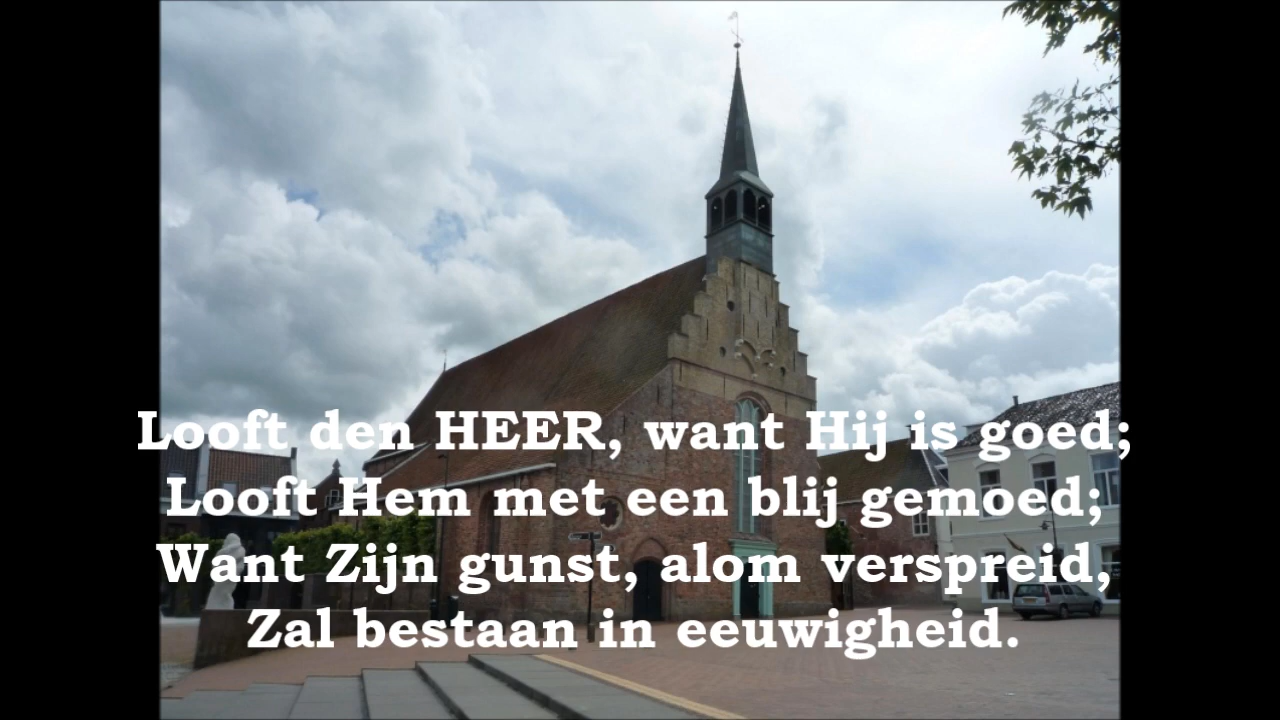 Looft den HEER, want Hij is goed;
Looft Hem met een blij gemoed;
Want Zijn gunst, alom verspreid,
Zal bestaan in eeuwigheid.